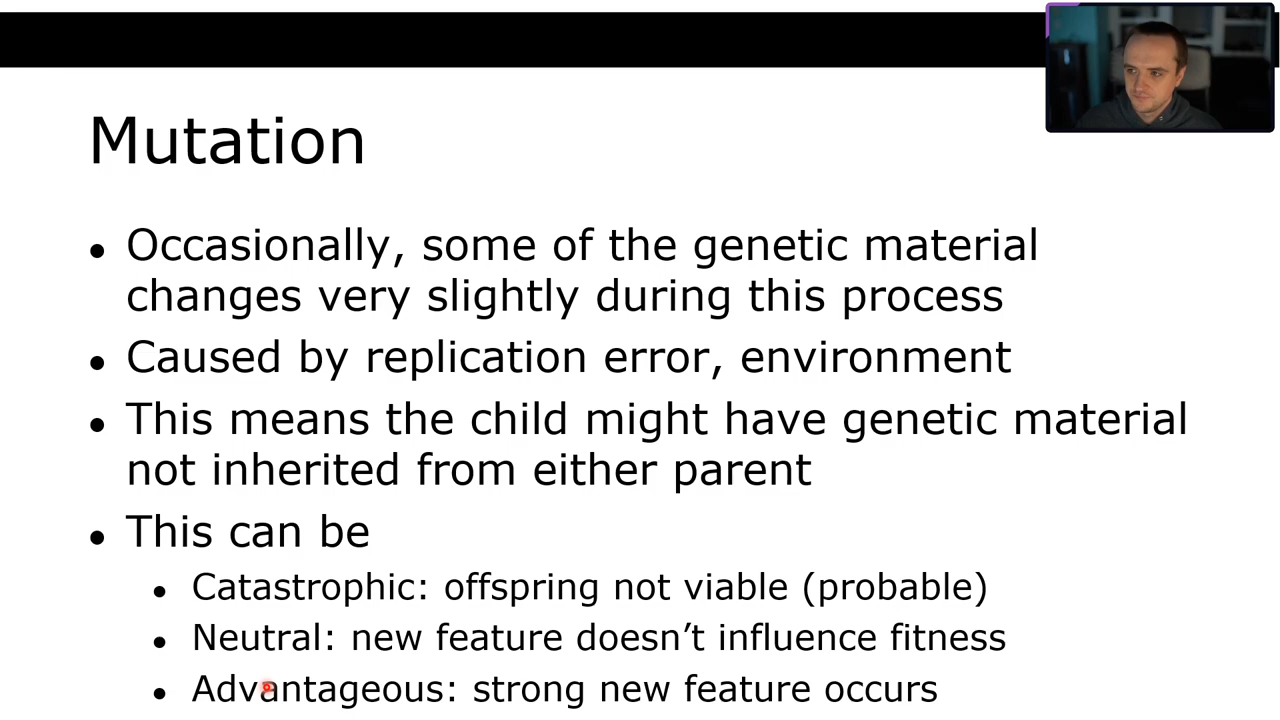 Mutation
• Occasionally, some of the genetic material
changes very slightly during this process
• Caused by replication error, environment
• This means the child might have genetic material
not inherited from either parent
• This can be
• Catastrophic: offspring not viable (probable)
• Neutral: new feature doesn’t influence fitness
• Advantageous: strong new feature occurs